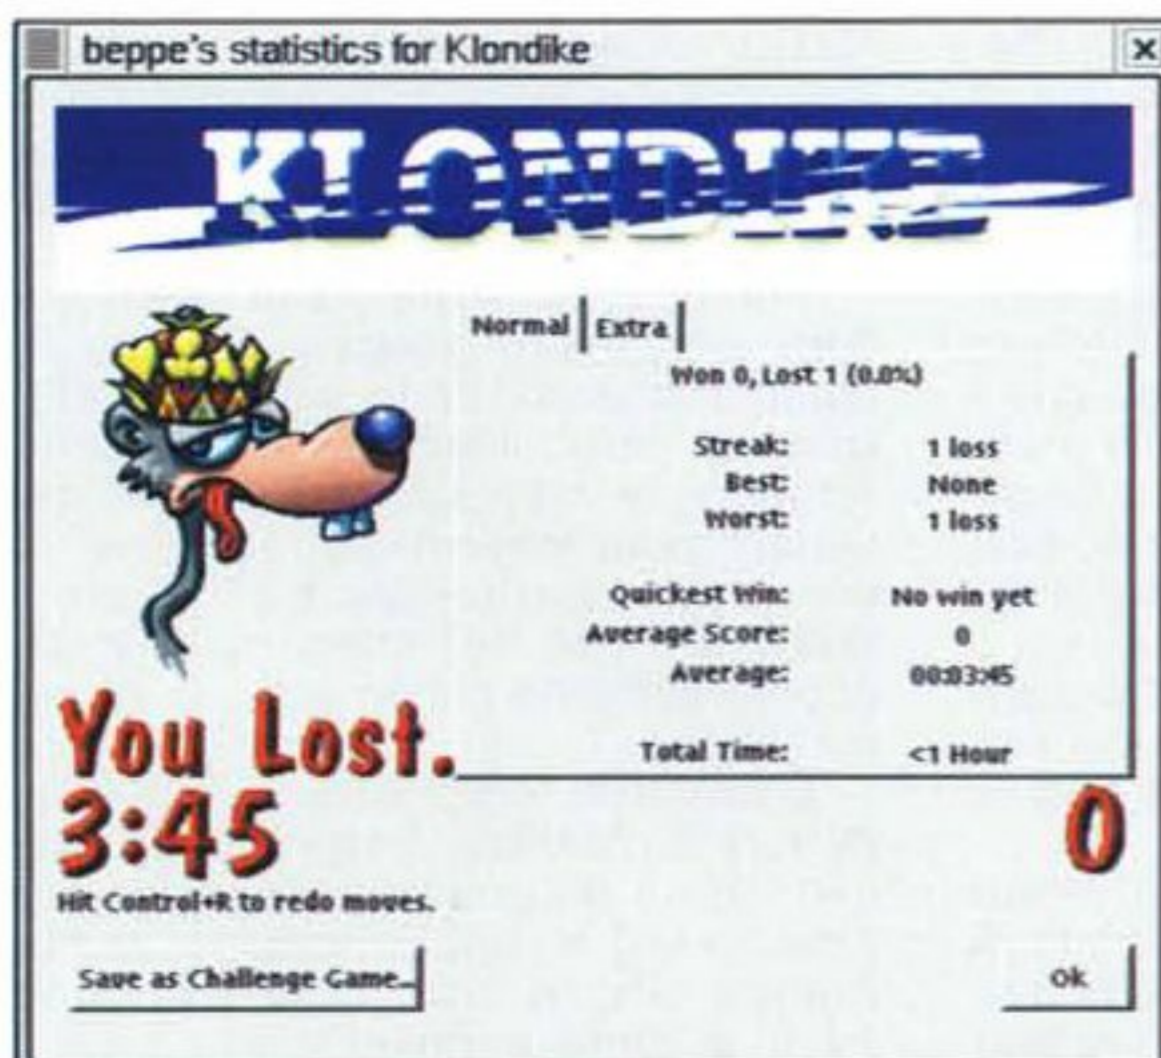 beppe's statistics for Klondike
KLONDIKE
Normal Extra
Won 0, Lost 1 (0.0%)
Streak: 1 loss
Best: None
Worst: 1 loss
Quickest Win: No win yet
Average Score: 0
Average: 00:03:45
Total Time: <1 Hour
You Lost.
3:45 0
Hit Control+R to redo moves.
Save as Challenge Game... Ok